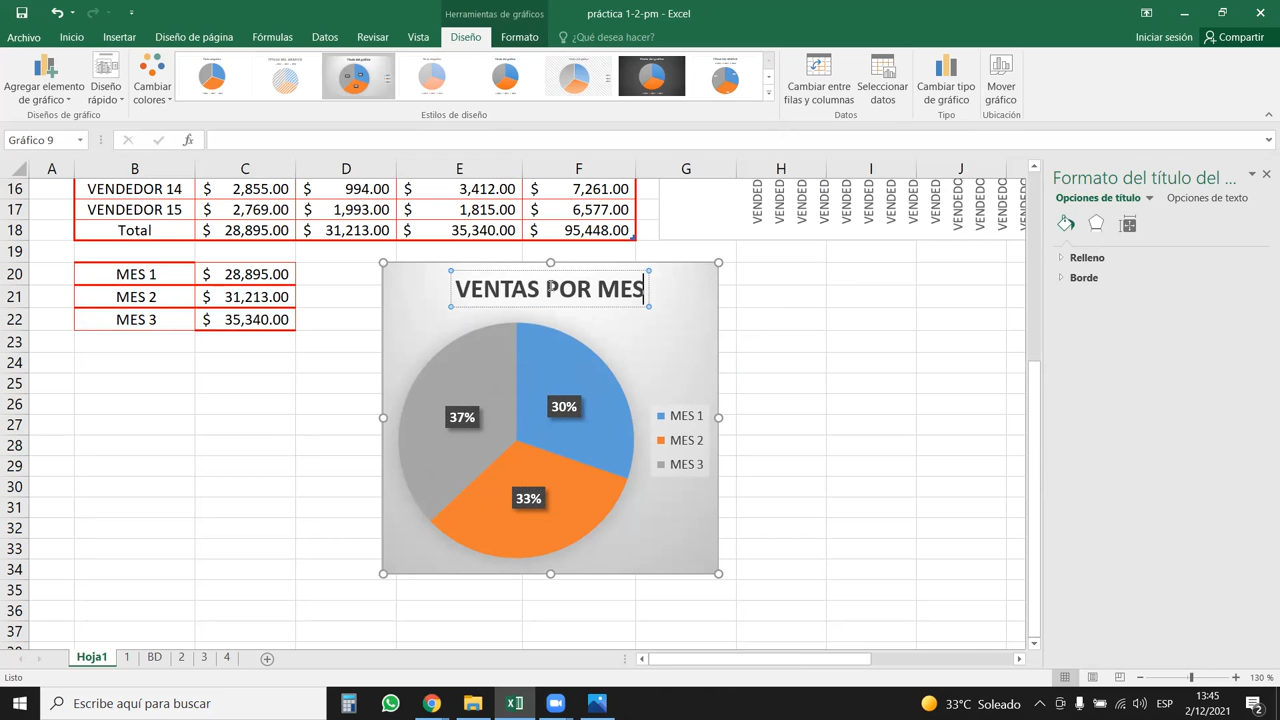 Herramientas de gráficos
práctica 1-2-pm - Excel
Archivo
Inicio
Insertar
Diseño de página
Fórmulas
Datos
Revisar
Vista
Diseño
Formato
¿Qué desea hacer?
Iniciar sesión
Compartir
Agregar elemento
de gráfico
Diseño
rápido
Cambiar
colores
Cambiar entre
filas y columnas
Seleccionar
datos
Cambiar tipo
de gráfico
Mover
gráfico
Diseños de gráfico
Estilos de diseño
Datos
Tipo
Ubicación
Gráfico 9
fx
A B C D E F G H I J
16 VENDEDOR 14 $ 2,855.00 $ 994.00 $ 3,412.00 $ 7,261.00
17 VENDEDOR 15 $ 2,769.00 $ 1,993.00 $ 1,815.00 $ 6,577.00
18 Total $ 28,895.00 $ 31,213.00 $ 35,340.00 $ 95,448.00
19
20 MES 1 $ 28,895.00
21 MES 2 $ 31,213.00
22 MES 3 $ 35,340.00
23
24
25
26
27
28
29
30
31
32
33
34
35
36
37
VENTAS POR MES
30%
37%
33%
MES 1
MES 2
MES 3
Formato del título del ...
Opciones de título
Opciones de texto
Relleno
Borde
Hoja1 1 BD 2 3 4
Listo
130 %
Escribe aquí para buscar
33°C Soleado
ESP
13:45
2/12/2021